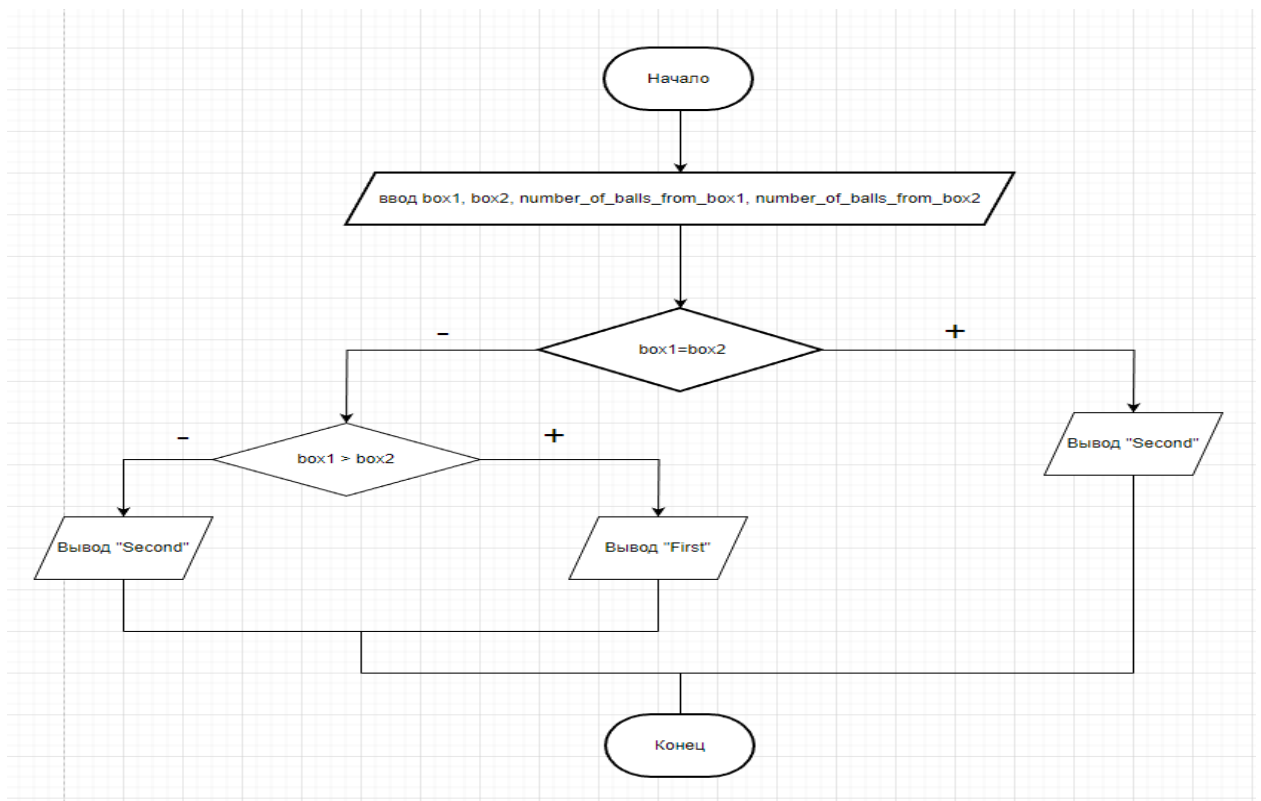 Начало
ввод box1, box2, number_of_balls_from_box1, number_of_balls_from_box2
-
box1=box2
+
-
box1 > box2
+
Вывод "Second"
Вывод "Second"
Вывод "First"
Конец